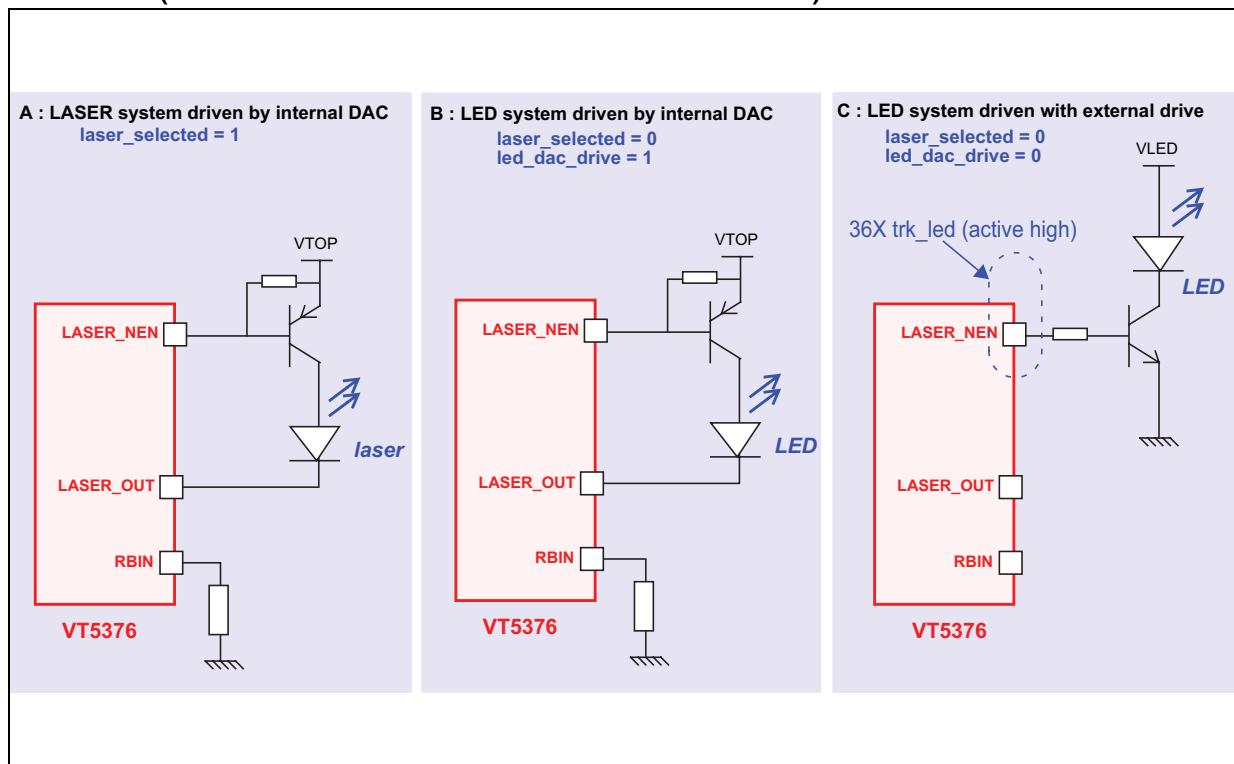 A : LASER system driven by internal DAC
laser_selected = 1
VTOP
LASER_NEN
laser
LASER_OUT
RBIN
VT5376
B : LED system driven by internal DAC
laser_selected = 0
led_dac_drive = 1
VTOP
LASER_NEN
LED
LASER_OUT
RBIN
VT5376
C : LED system driven with external drive
laser_selected = 0
led_dac_drive = 0
VLED
36X trk_led (active high)
LED
LASER_NEN
LASER_OUT
RBIN
VT5376